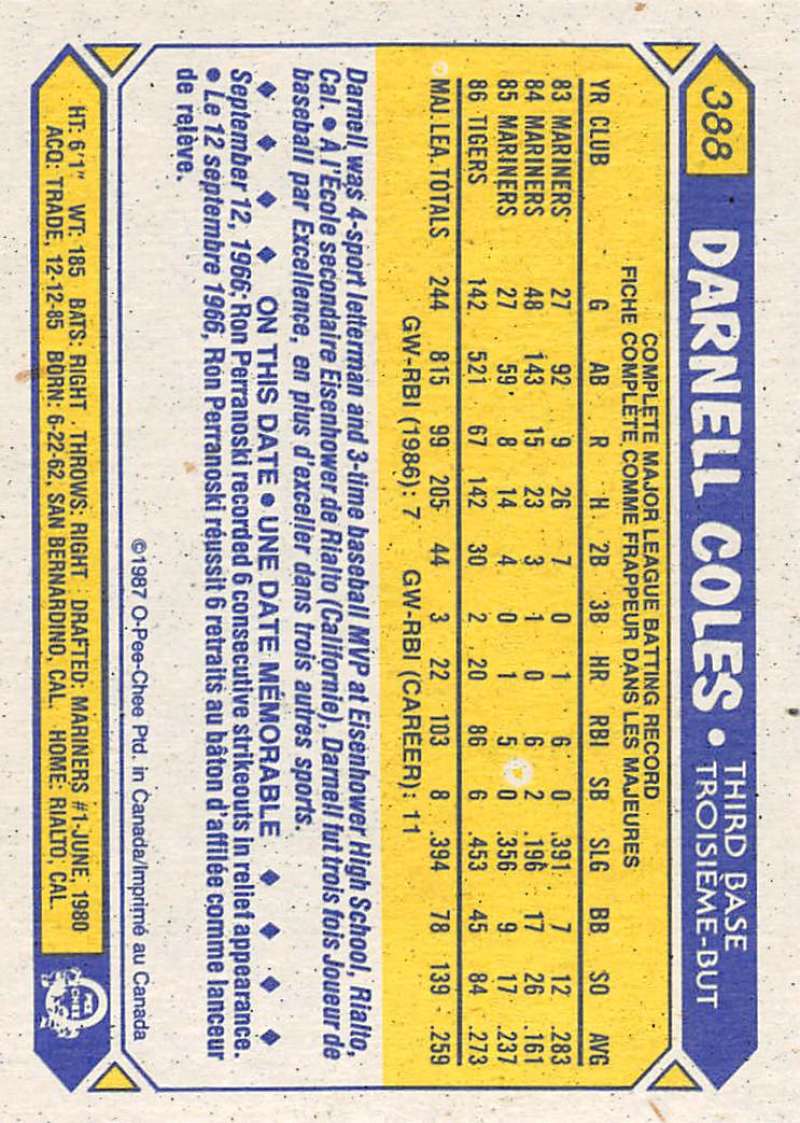 388 DARNELL COLES • THIRD BASE TROISIÈME-BUT
COMPLETE MAJOR LEAGUE BATTING RECORD
FICHE COMPLÈTE COMME FRAPPEUR DANS LES MAJEURES
YR CLUB G AB R H 2B 3B HR RBI SB SLG BB SO AVG
83 MARINERS 27 92 9 26 7 0 1 6 0 .391 7 12 .283
84 MARINERS 48 143 15 23 3 1 0 6 2 .196 17 26 .161
85 MARINERS 27 59 8 14 4 0 1 5 0 .356 9 17 .237
86 TIGERS 142 521 67 142 30 2 20 86 6 .453 45 84 .273
MAJ. LEA. TOTALS 244 815 99 205 44 3 22 103 8 .394 78 139 .259
GW-RBI (1986): 7 GW-RBI (CAREER): 11
Darnell was 4-sport letterman and 3-time baseball MVP at Eisenhower High School, Rialto,
Cal. • A l'École secondaire Eisenhower de Rialto (Californie), Darnell fut trois fois Joueur de
baseball par Excellence, en plus d'exceller dans trois autres sports.
◆ ◆ ◆ ◆ ON THIS DATE • UNE DATE MÉMORABLE ◆ ◆ ◆ ◆
September 12, 1966: Ron Perranoski recorded 6 consecutive strikeouts in relief appearance.
• Le 12 septembre 1966, Ron Perranoski réussit 6 retraits au bâton d'affilée comme lanceur
de relève.
©1987 O-Pee-Chee Ptd. in Canada/Imprimé au Canada
HT: 6'1" WT: 185 BATS: RIGHT THROWS: RIGHT DRAFTED: MARINERS #1-JUNE, 1980
ACQ: TRADE, 12-12-85 BORN: 6-22-62, SAN BERNARDINO, CAL. HOME: RIALTO, CAL.
O PEE CHEE